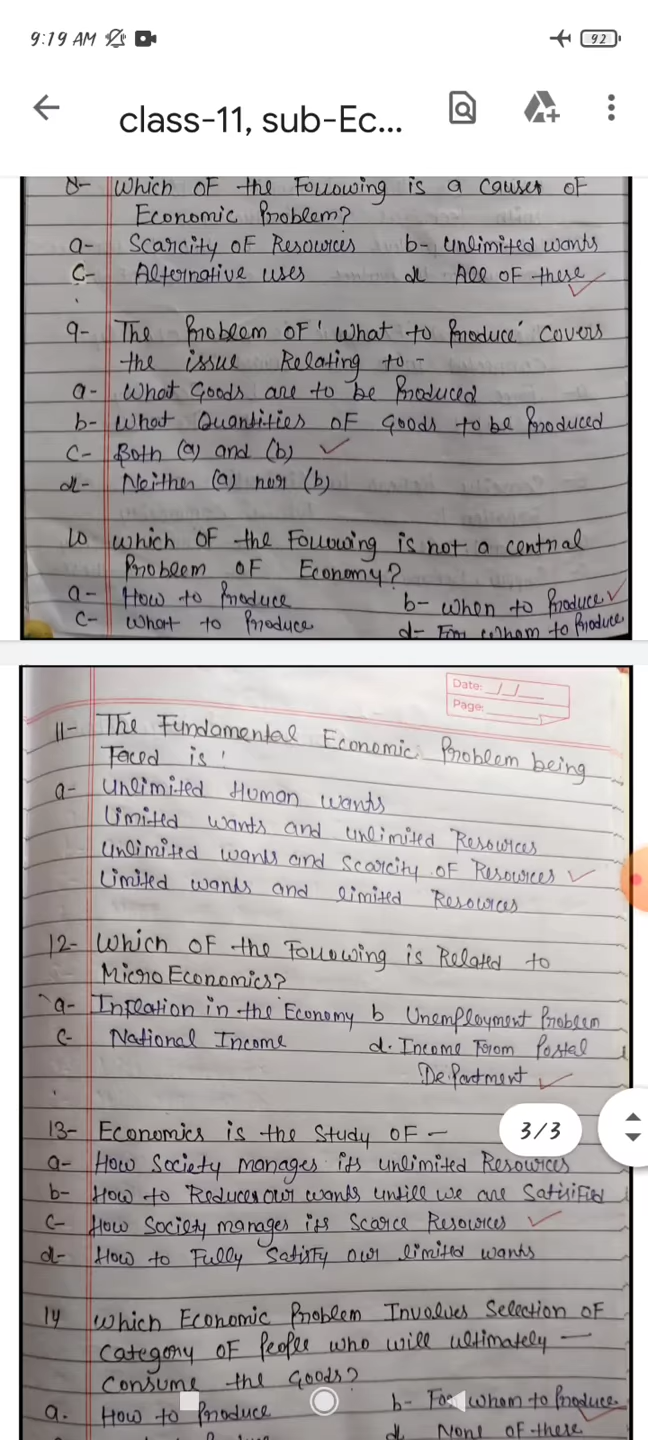 9:19 AM
92
class-11, sub-Ec...
8- Which OF the Following is a causes OF
Economic Problem?
a- Scarcity OF Resources b- Unlimited wants
C- Alternative uses d All OF these
9- The Problem OF 'What to Produce' Covers
the issue Relating to -
a- What Goods are to be Produced
b- What Quantities OF Goods to be Produced
C- Both (a) and (b)
d- Neither (a) nor (b)
10 which OF the Following is not a central
Problem OF Economy?
a- How to Produce b- when to Produce
C- What to Produce d- For whom to Produce
Date: __/__/__
Page:
11- The Fundamental Economic Problem being
Faced is!
a- Unlimited Human wants
Limited wants and unlimited Resources
Unlimited wants and Scarcity OF Resources
Limited wants and limited Resources
12- Which OF the Following is Related to
Micro Economics?
a- Inflation in the Economy b Unemployment Problem
C- National Income d. Income From Postal
Department
13- Economics is the Study OF -
3/3
a- How Society manages its unlimited Resources
b- How to Reduces our wants untill we are Satisified
C- How Society manages its Scarce Resources
d- How to Fully Satisfy our limited wants
14 Which Economic Problem Involves Selection OF
Category OF People who will ultimately -
Consume the Goods?
a. How to Produce b- For whom to Produce
d None OF these